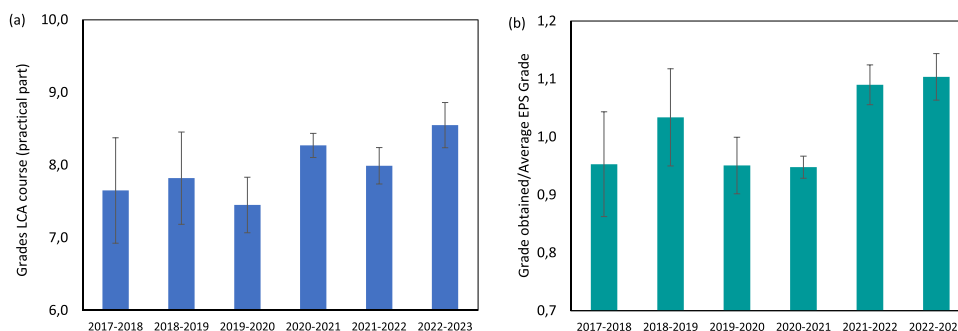 (a)
Grades LCA course (practical part)
10,0
9,0
8,0
7,0
6,0
2017-2018 2018-2019 2019-2020 2020-2021 2021-2022 2022-2023
(b)
Grade obtained/Average EPS Grade
1,2
1,1
1,0
0,9
0,8
0,7
2017-2018 2018-2019 2019-2020 2020-2021 2021-2022 2022-202